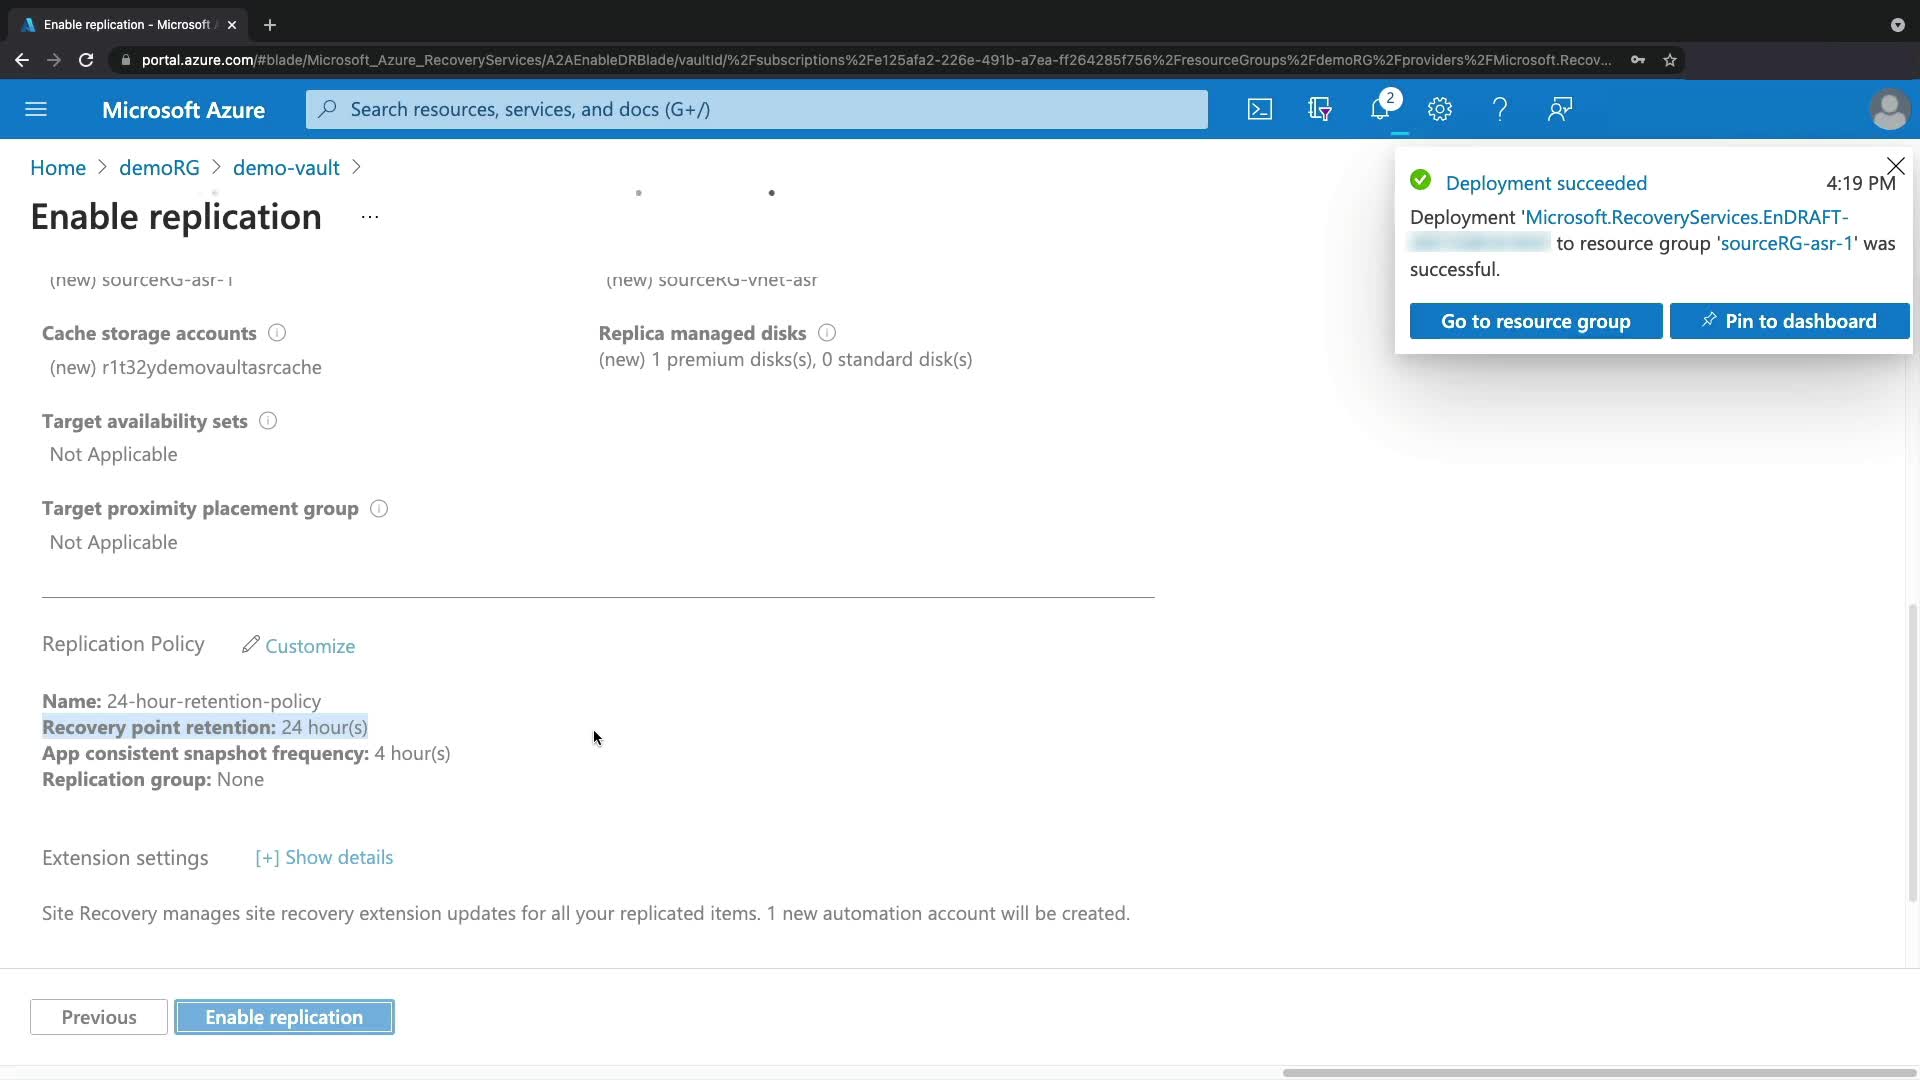 Enable replication - Microsoft A
portal.azure.com/#blade/Microsoft_Azure_RecoveryServices/A2AEnableDRBlade/vaultId/%2Fsubscriptions%2Fe125afa2-226e-491b-a7ea-ff264285f756%2FresourceGroups%2FdemoRG%2Fproviders%2FMicrosoft.Recov...
Microsoft Azure
Search resources, services, and docs (G+/)
2
Home > demoRG > demo-vault >
Enable replication ...
Deployment succeeded 4:19 PM
Deployment 'Microsoft.RecoveryServices.EnDRAFT-
to resource group 'sourceRG-asr-1' was
successful.
Go to resource group
Pin to dashboard
(new) sourceRG-asr-1
(new) sourceRG-vnet-asr
Cache storage accounts
(new) r1t32ydemovaultasrcache
Replica managed disks
(new) 1 premium disks(s), 0 standard disk(s)
Target availability sets
Not Applicable
Target proximity placement group
Not Applicable
Replication Policy Customize
Name: 24-hour-retention-policy
Recovery point retention: 24 hour(s)
App consistent snapshot frequency: 4 hour(s)
Replication group: None
Extension settings [+] Show details
Site Recovery manages site recovery extension updates for all your replicated items. 1 new automation account will be created.
Previous
Enable replication